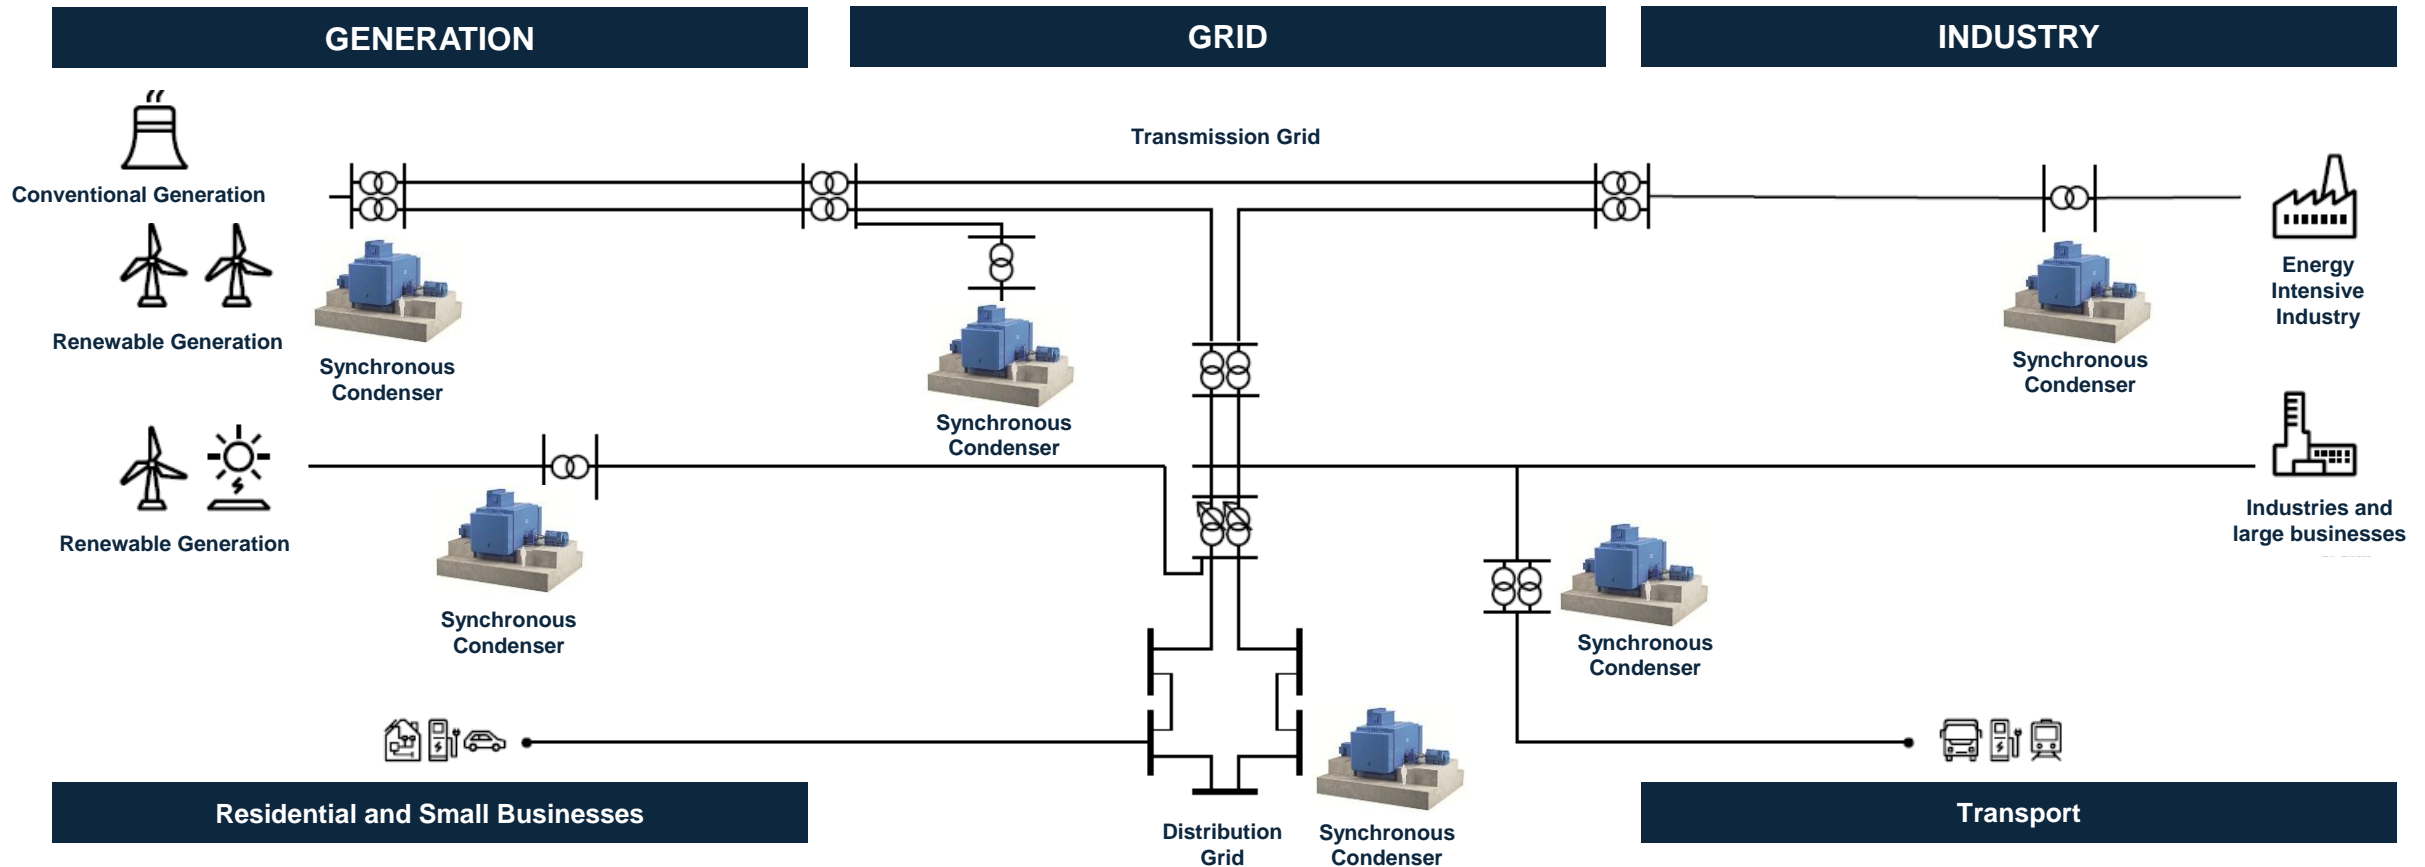 GENERATION
GRID
INDUSTRY
Transmission Grid
Conventional Generation
Renewable Generation
Synchronous
Condenser
Synchronous
Condenser
Energy
Intensive
Industry
Synchronous
Condenser
Renewable Generation
Synchronous
Condenser
Industries and
large businesses
Synchronous
Condenser
Residential and Small Businesses
Distribution
Grid
Synchronous
Condenser
Transport